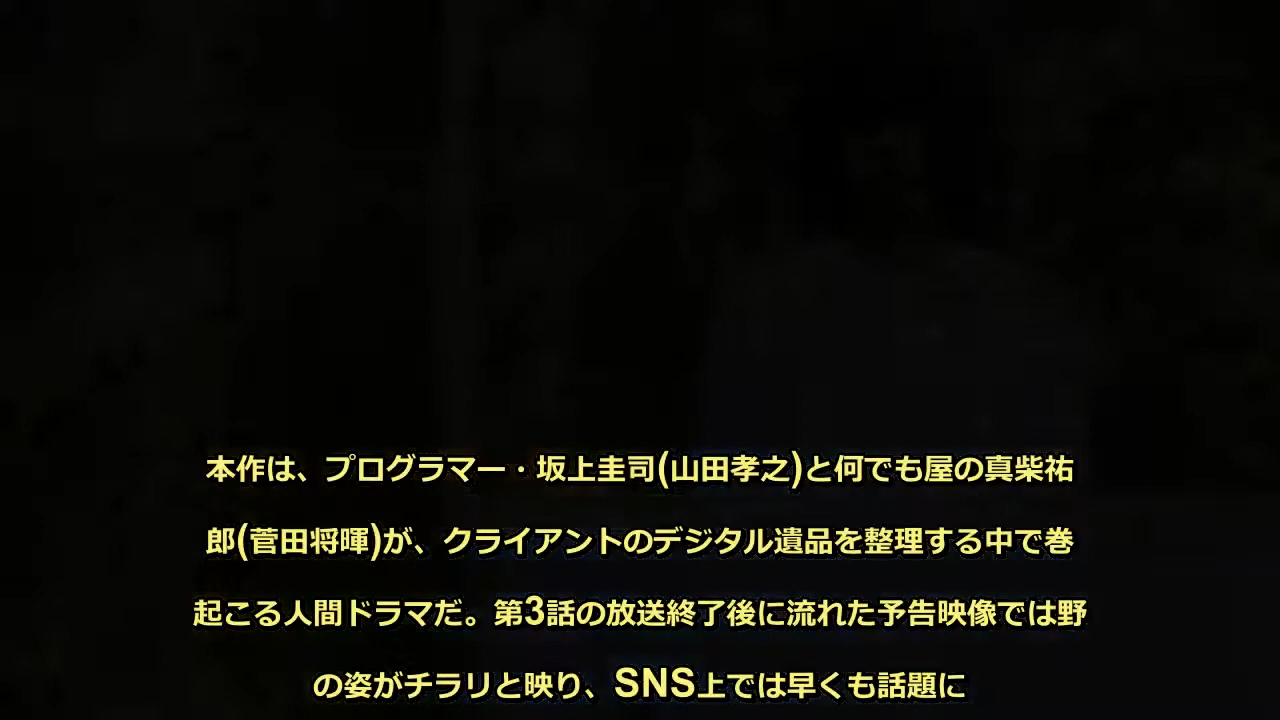 本作は、プログラマー・坂上圭司(山田孝之)と何でも屋の真柴祐
郎(菅田将暉)が、クライアントのデジタル遺品を整理する中で巻
起こる人間ドラマだ。第3話の放送終了後に流れた予告映像では野
の姿がチラリと映り、SNS上では早くも話題に